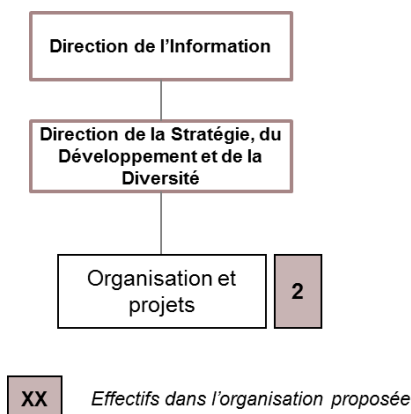 Direction de l’Information
Direction de la Stratégie, du
Développement et de la
Diversité
Organisation et
projets
2
XX
Effectifs dans l’organisation proposée